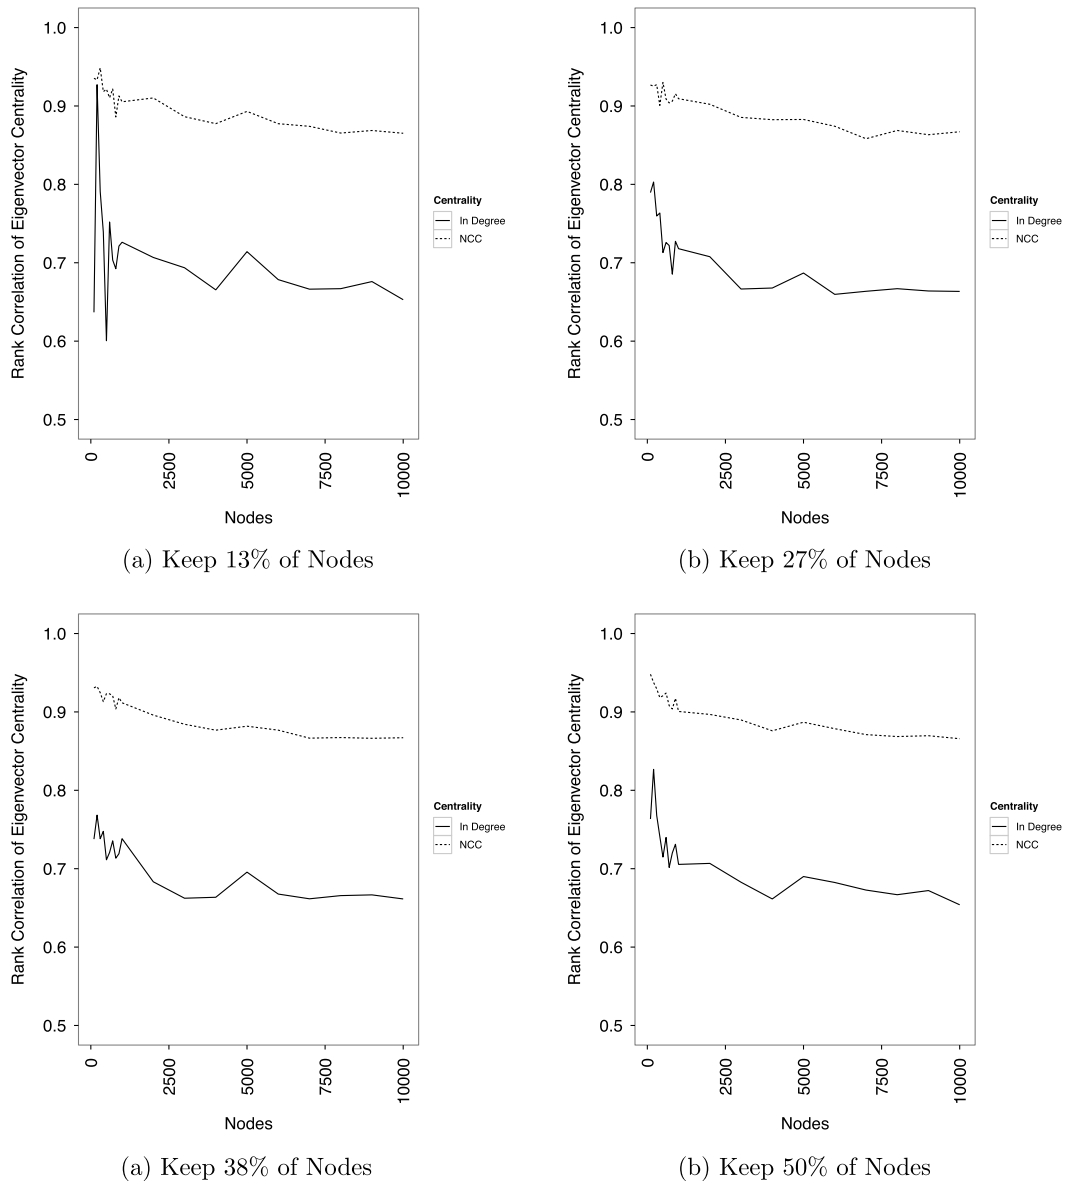 Rank Correlation of Eigenvector Centrality
1.0
0.9
0.8
0.7
0.6
0.5
0
2500
5000
7500
10000
Nodes
Centrality
In Degree
NCC
(a) Keep 13% of Nodes
Rank Correlation of Eigenvector Centrality
1.0
0.9
0.8
0.7
0.6
0.5
0
2500
5000
7500
10000
Nodes
Centrality
In Degree
NCC
(b) Keep 27% of Nodes
Rank Correlation of Eigenvector Centrality
1.0
0.9
0.8
0.7
0.6
0.5
0
2500
5000
7500
10000
Nodes
Centrality
In Degree
NCC
(a) Keep 38% of Nodes
Rank Correlation of Eigenvector Centrality
1.0
0.9
0.8
0.7
0.6
0.5
0
2500
5000
7500
10000
Nodes
Centrality
In Degree
NCC
(b) Keep 50% of Nodes